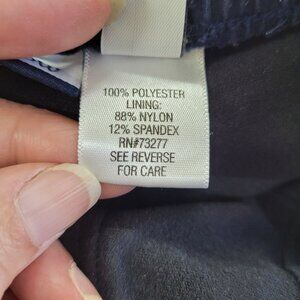 100% POLYESTER
LINING:
88% NYLON
12% SPANDEX
RN#73277
SEE REVERSE
FOR CARE